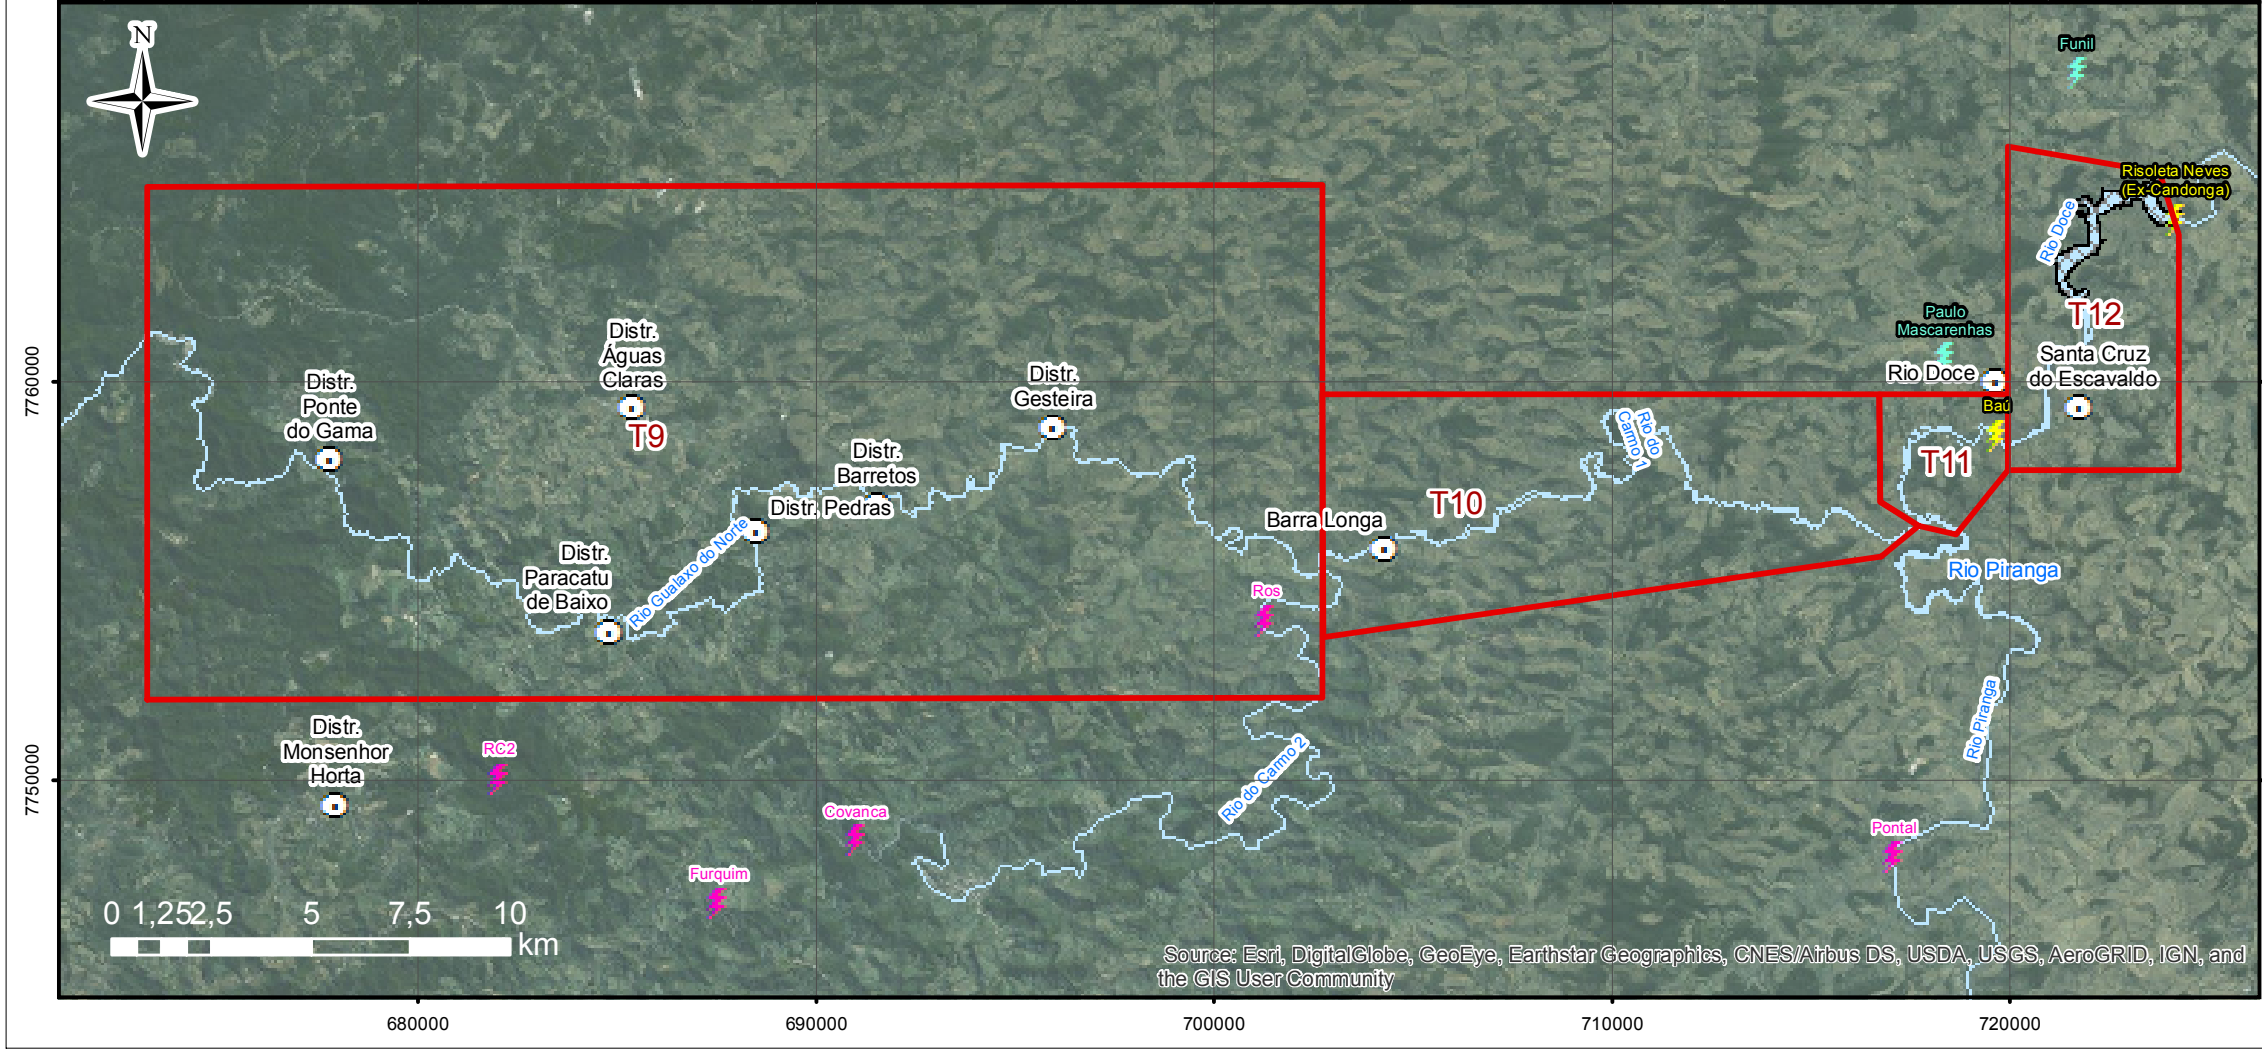 N
Funil
Risoleta Neves
(Ex-Candonga)
Rio Doce
Paulo
Mascarenhas
T12
Santa Cruz
do Escavaldo
Rio Doce
Baú
T11
Distr.
Águas
Claras
T9
Distr.
Ponte
do Gama
Distr.
Gesteira
Distr.
Barretos
Distr. Pedras
Rio Gualaxo do Norte
Distr.
Paracatu
de Baixo
Barra Longa
T10
Rio do
Carmo 1
Rio Piranga
Ros
Rio Piranga
Distr.
Monsenhor
Horta
RC2
Rio do Carmo 2
Covanca
Furquim
Pontal
0 1,25 2,5 5 7,5 10
km
Source: Esri, DigitalGlobe, GeoEye, Earthstar Geographics, CNES/Airbus DS, USDA, USGS, AeroGRID, IGN, and
the GIS User Community
7760000
7750000
680000 690000 700000 710000 720000